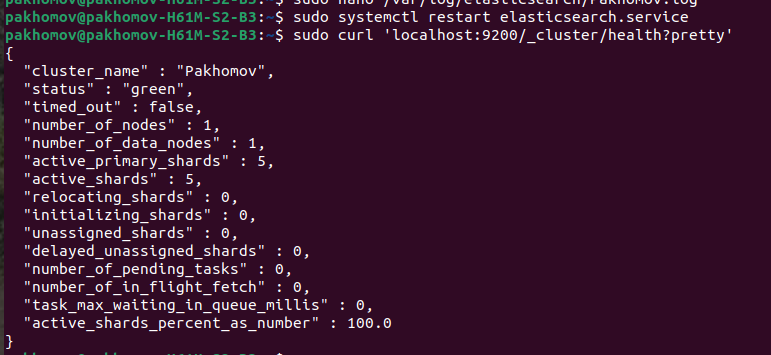 pakhomov@pakhomov-H61M-S2-B3:~$ sudo nano /var/log/elasticsearch/Pakhomov.log
pakhomov@pakhomov-H61M-S2-B3:~$ sudo systemctl restart elasticsearch.service
pakhomov@pakhomov-H61M-S2-B3:~$ sudo curl 'localhost:9200/_cluster/health?pretty'
{
  "cluster_name" : "Pakhomov",
  "status" : "green",
  "timed_out" : false,
  "number_of_nodes" : 1,
  "number_of_data_nodes" : 1,
  "active_primary_shards" : 5,
  "active_shards" : 5,
  "relocating_shards" : 0,
  "initializing_shards" : 0,
  "unassigned_shards" : 0,
  "delayed_unassigned_shards" : 0,
  "number_of_pending_tasks" : 0,
  "number_of_in_flight_fetch" : 0,
  "task_max_waiting_in_queue_millis" : 0,
  "active_shards_percent_as_number" : 100.0
}